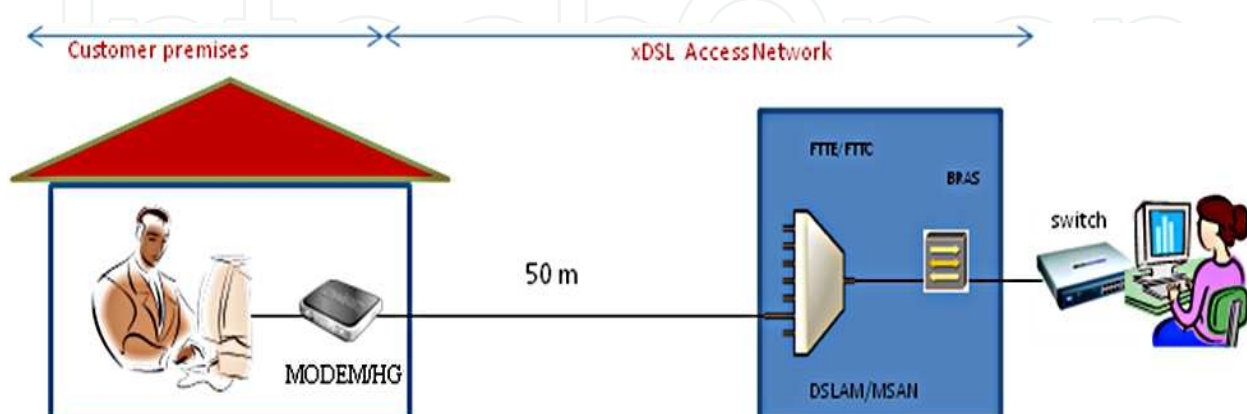 Customer premises
xDSL AccessNetwork
FTTE/FTTC
BRAS
switch
50 m
MODEM/HG
DSLAM/MSAN